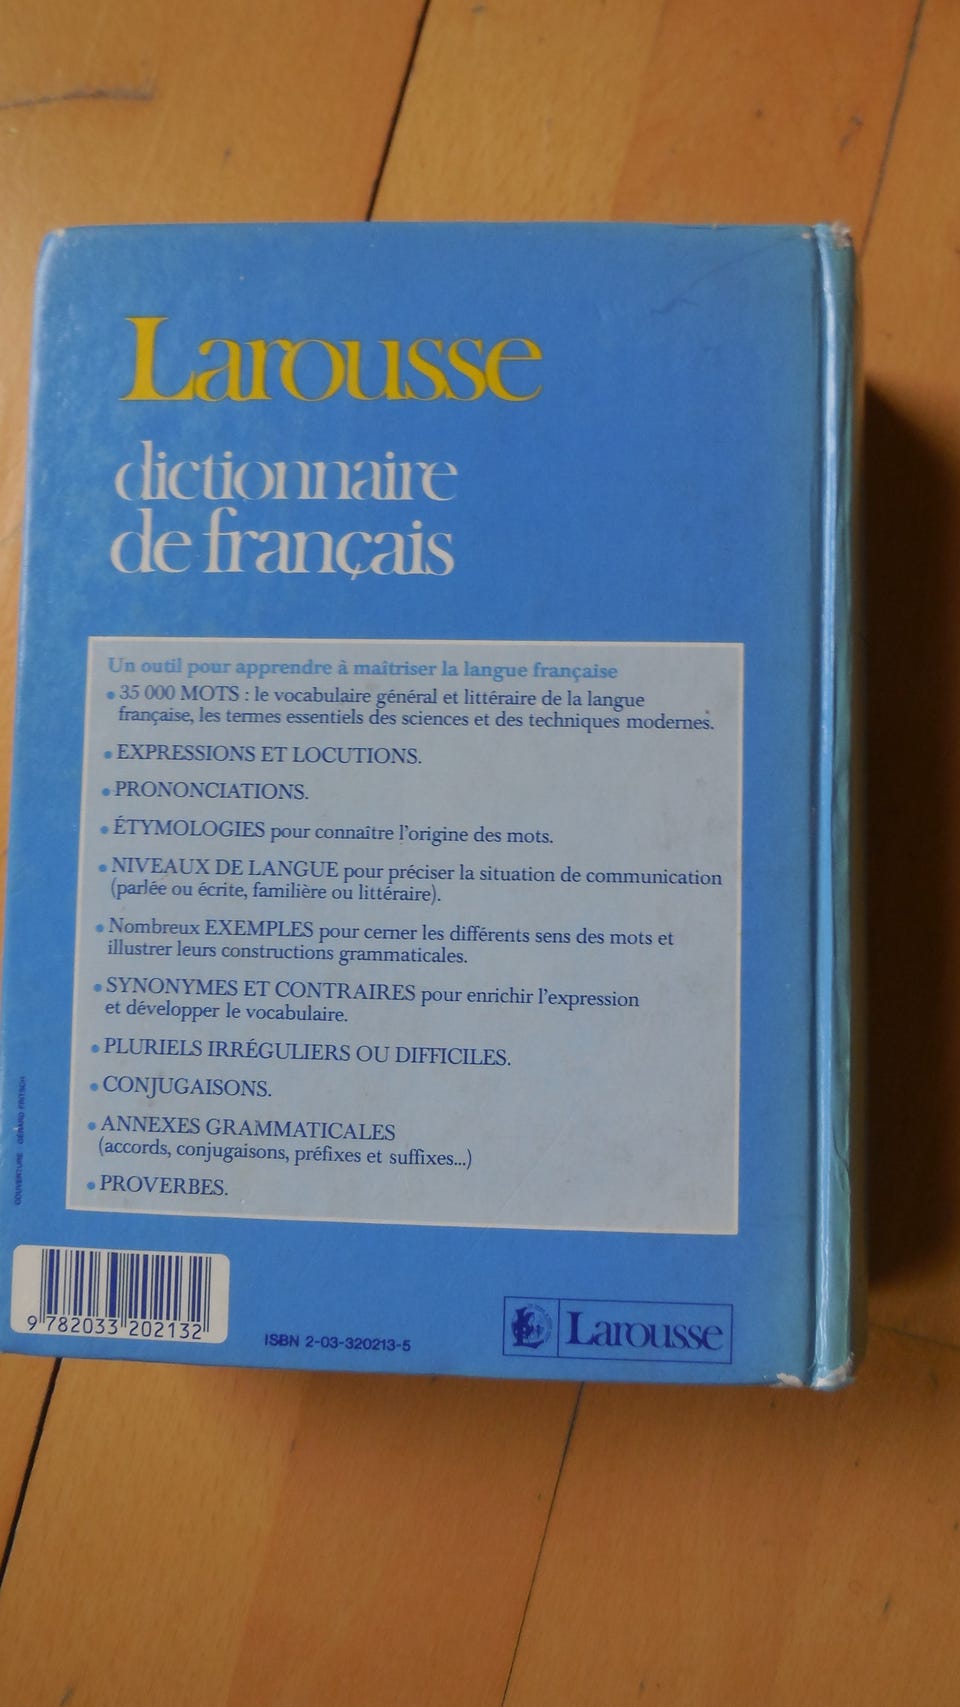 Larousse
dictionnaire
de français
Un outil pour apprendre à maîtriser la langue française
• 35 000 MOTS : le vocabulaire général et littéraire de la langue
française, les termes essentiels des sciences et des techniques modernes.
• EXPRESSIONS ET LOCUTIONS.
• PRONONCIATIONS.
• ÉTYMOLOGIES pour connaître l'origine des mots.
• NIVEAUX DE LANGUE pour préciser la situation de communication
(parlée ou écrite, familière ou littéraire).
• Nombreux EXEMPLES pour cerner les différents sens des mots et
illustrer leurs constructions grammaticales.
• SYNONYMES ET CONTRAIRES pour enrichir l'expression
et développer le vocabulaire.
• PLURIELS IRRÉGULIERS OU DIFFICILES.
• CONJUGAISONS.
• ANNEXES GRAMMATICALES
(accords, conjugaisons, préfixes et suffixes...)
• PROVERBES.
COUVERTURE GÉRARD FRITSCH
9 782033 202132
ISBN 2-03-320213-5
Larousse